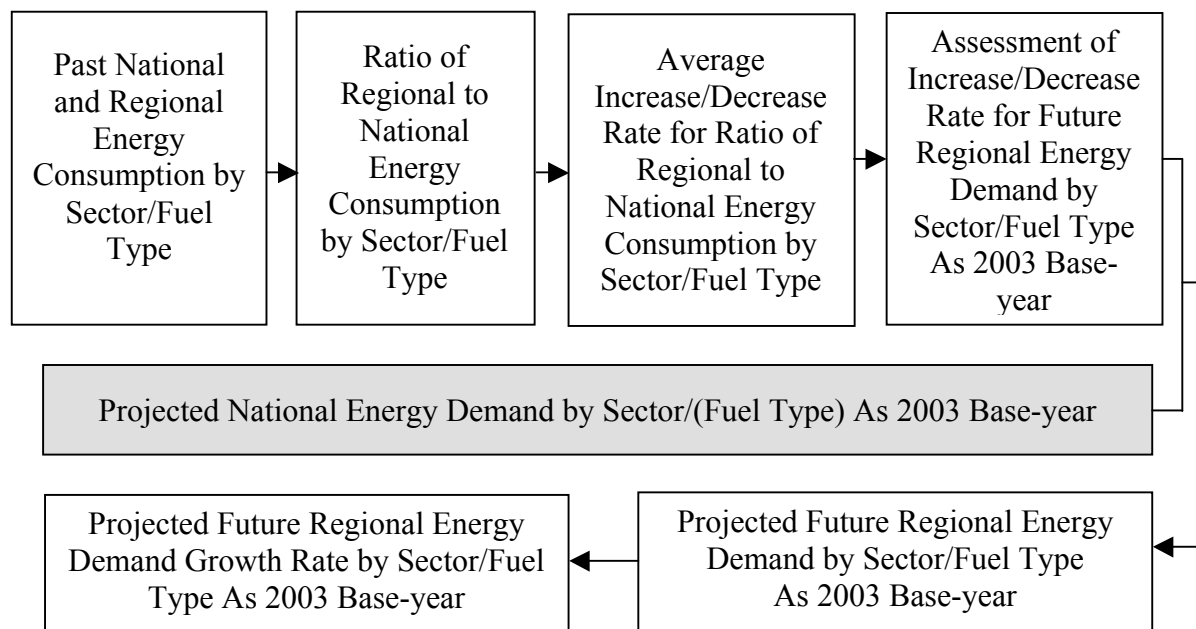 Past National
and Regional
Energy
Consumption by
Sector/Fuel
Type
Ratio of
Regional to
National
Energy
Consumption
by Sector/Fuel
Type
Average
Increase/Decrease
Rate for Ratio of
Regional to
National Energy
Consumption by
Sector/Fuel Type
Assessment of
Increase/Decrease
Rate for Future
Regional Energy
Demand by
Sector/Fuel Type
As 2003 Base-
year
Projected National Energy Demand by Sector/(Fuel Type) As 2003 Base-year
Projected Future Regional Energy
Demand by Sector/Fuel Type
As 2003 Base-year
Projected Future Regional Energy
Demand Growth Rate by Sector/Fuel
Type As 2003 Base-year